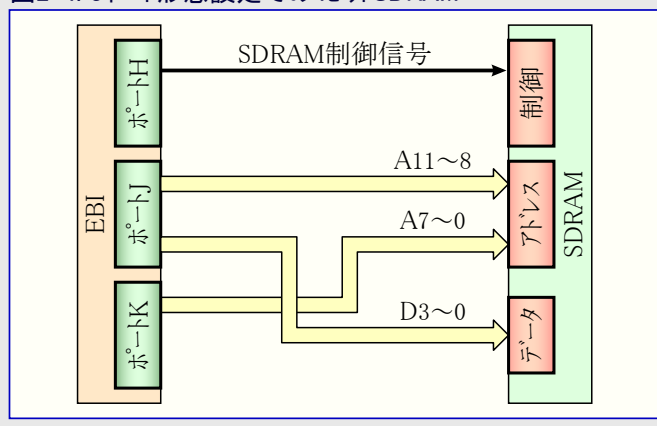 SDRAM制御信号
ポートH
制御
A11～8
EBI
ポートJ
アドレス
SDRAM
A7～0
ポートK
D3～0
データ